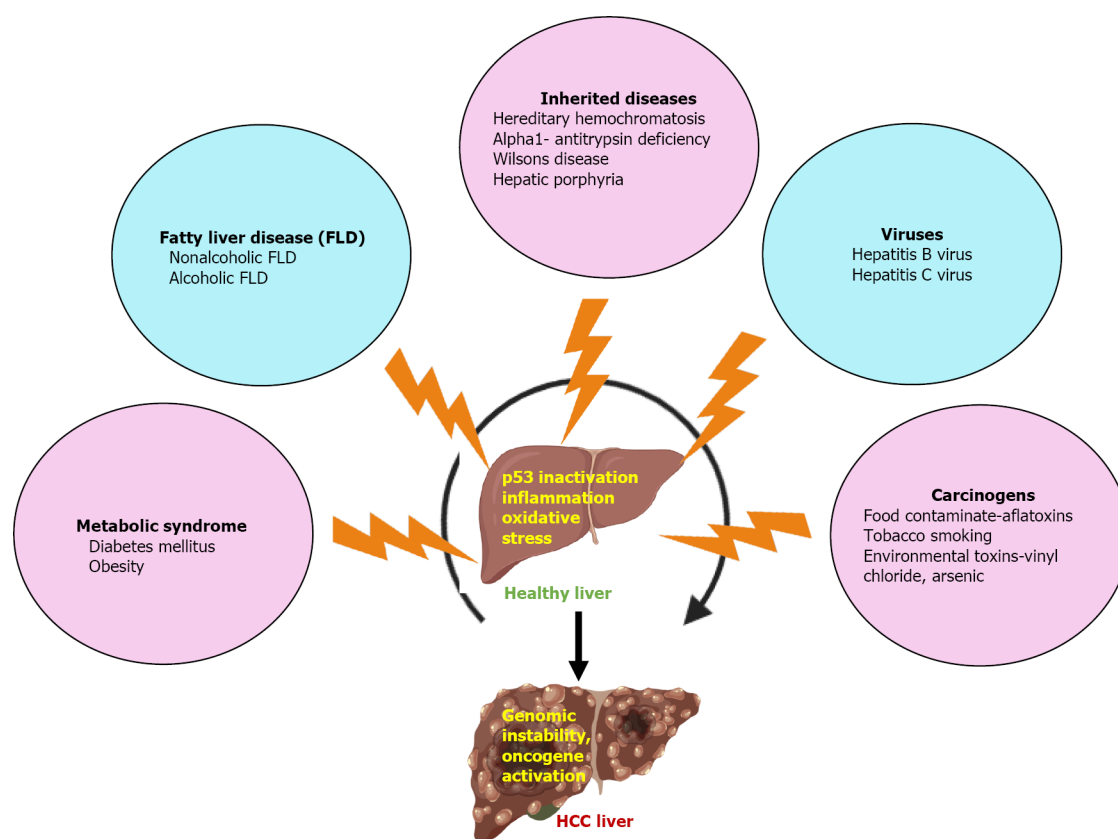 Inherited diseases
Hereditary hemochromatosis
Alpha1- antitrypsin deficiency
Wilsons disease
Hepatic porphyria
Fatty liver disease (FLD)
Nonalcoholic FLD
Alcoholic FLD
Viruses
Hepatitis B virus
Hepatitis C virus
Metabolic syndrome
Diabetes mellitus
Obesity
p53 inactivation
inflammation
oxidative
stress
Healthy liver
Carcinogens
Food contaminate-aflatoxins
Tobacco smoking
Environmental toxins-vinyl
chloride, arsenic
Genomic
instability,
oncogene
activation
HCC liver